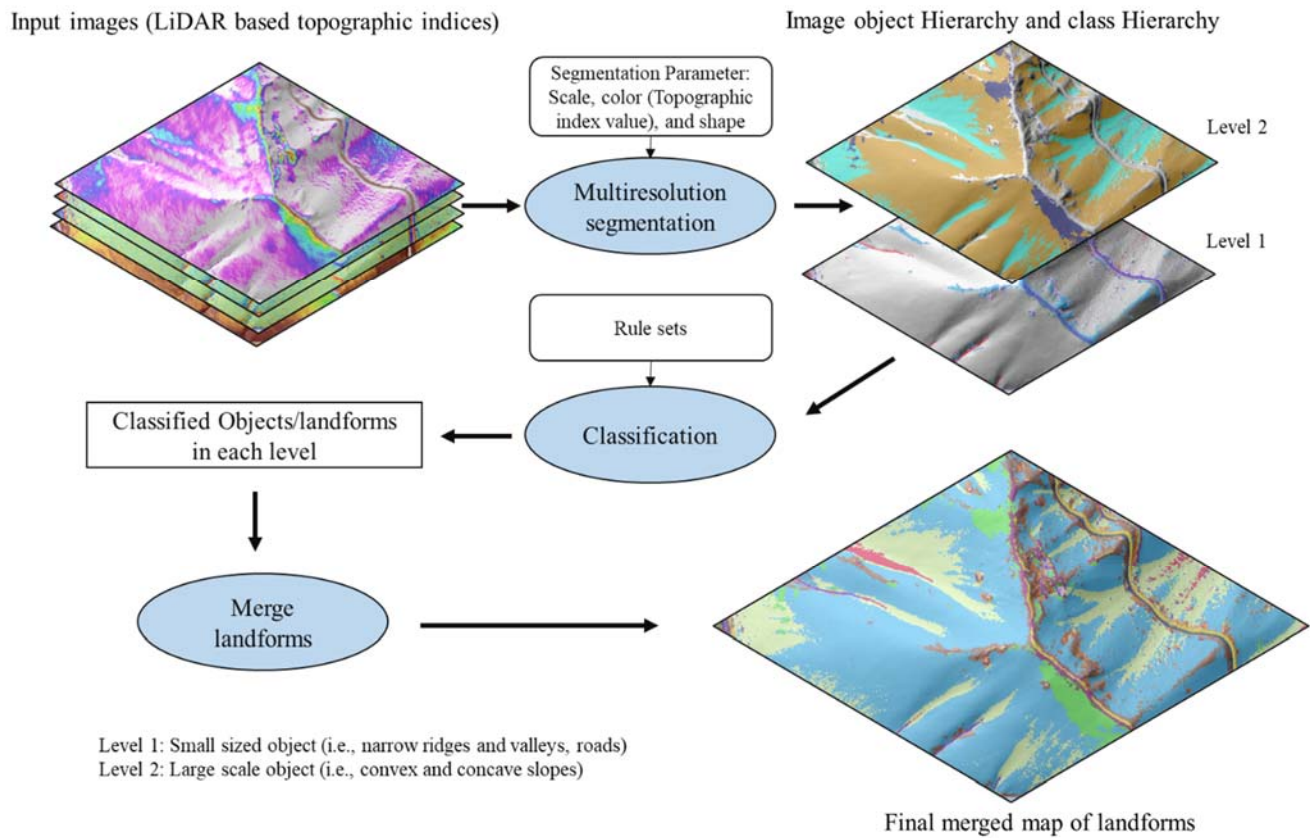 Input images (LiDAR based topographic indices)
Image object Hierarchy and class Hierarchy
Segmentation Parameter:
Scale, color (Topographic
index value), and shape
Level 2
Multiresolution
segmentation
Level 1
Rule sets
Classified Objects/landforms
in each level
Classification
Merge
landforms
Level 1: Small sized object (i.e., narrow ridges and valleys, roads)
Level 2: Large scale object (i.e., convex and concave slopes)
Final merged map of landforms